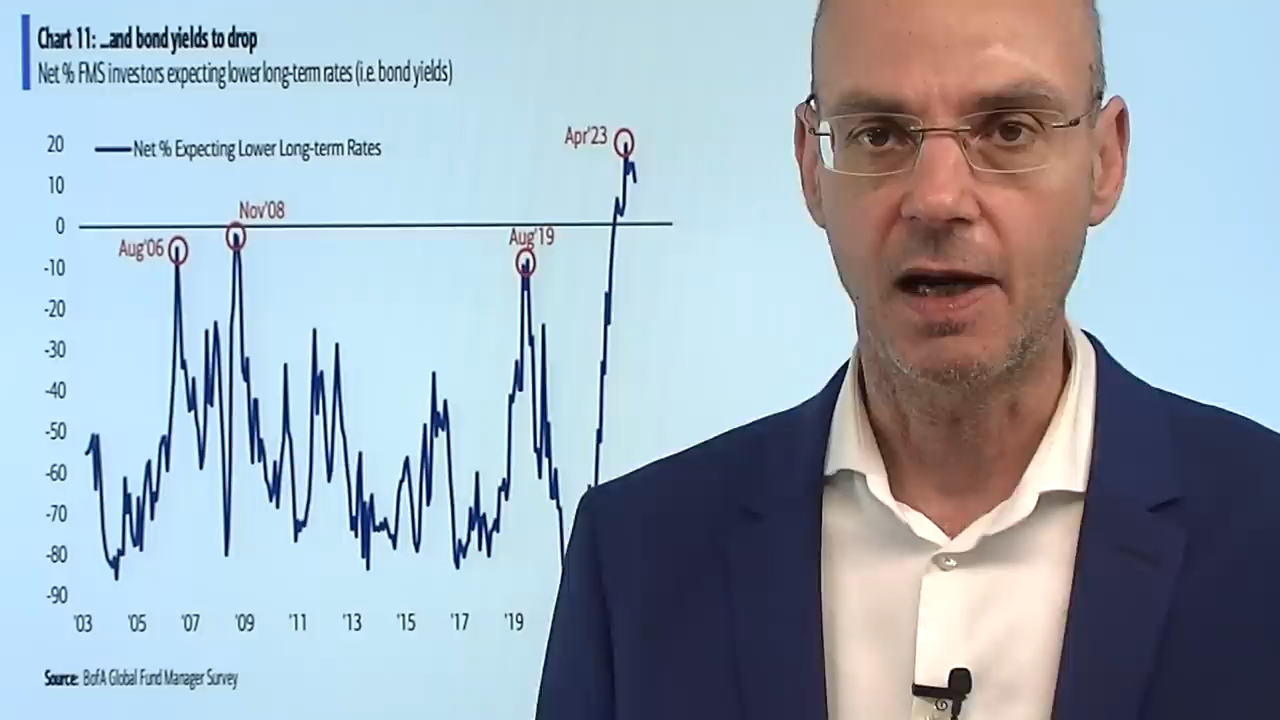 Chart 11: ...and bond yields to drop
Net % FMS investors expecting lower long-term rates (i.e. bond yields)
Net % Expecting Lower Long-term Rates
Apr'23
Nov'08
Aug'06
Aug'19
20
10
0
-10
-20
-30
-40
-50
-60
-70
-80
-90
'03 '05 '07 '09 '11 '13 '15 '17 '19
Source: BofA Global Fund Manager Survey